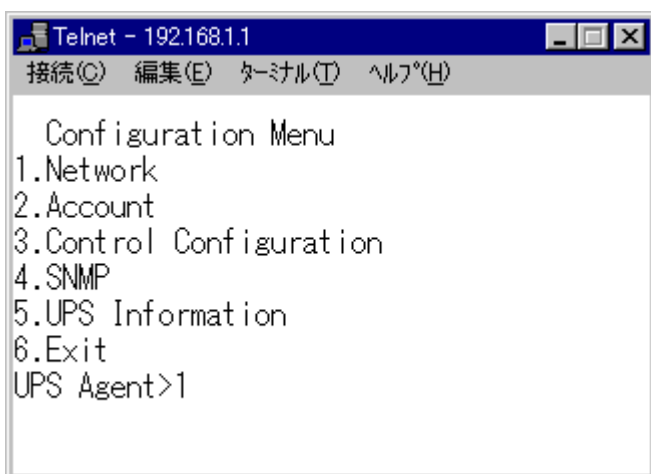 Telnet - 192.168.1.1
接続(C) 編集(E) ﾀｰﾐﾅﾙ(T) ﾍﾙﾌﾟ(H)
Configuration Menu
1.Network
2.Account
3.Control Configuration
4.SNMP
5.UPS Information
6.Exit
UPS Agent>1